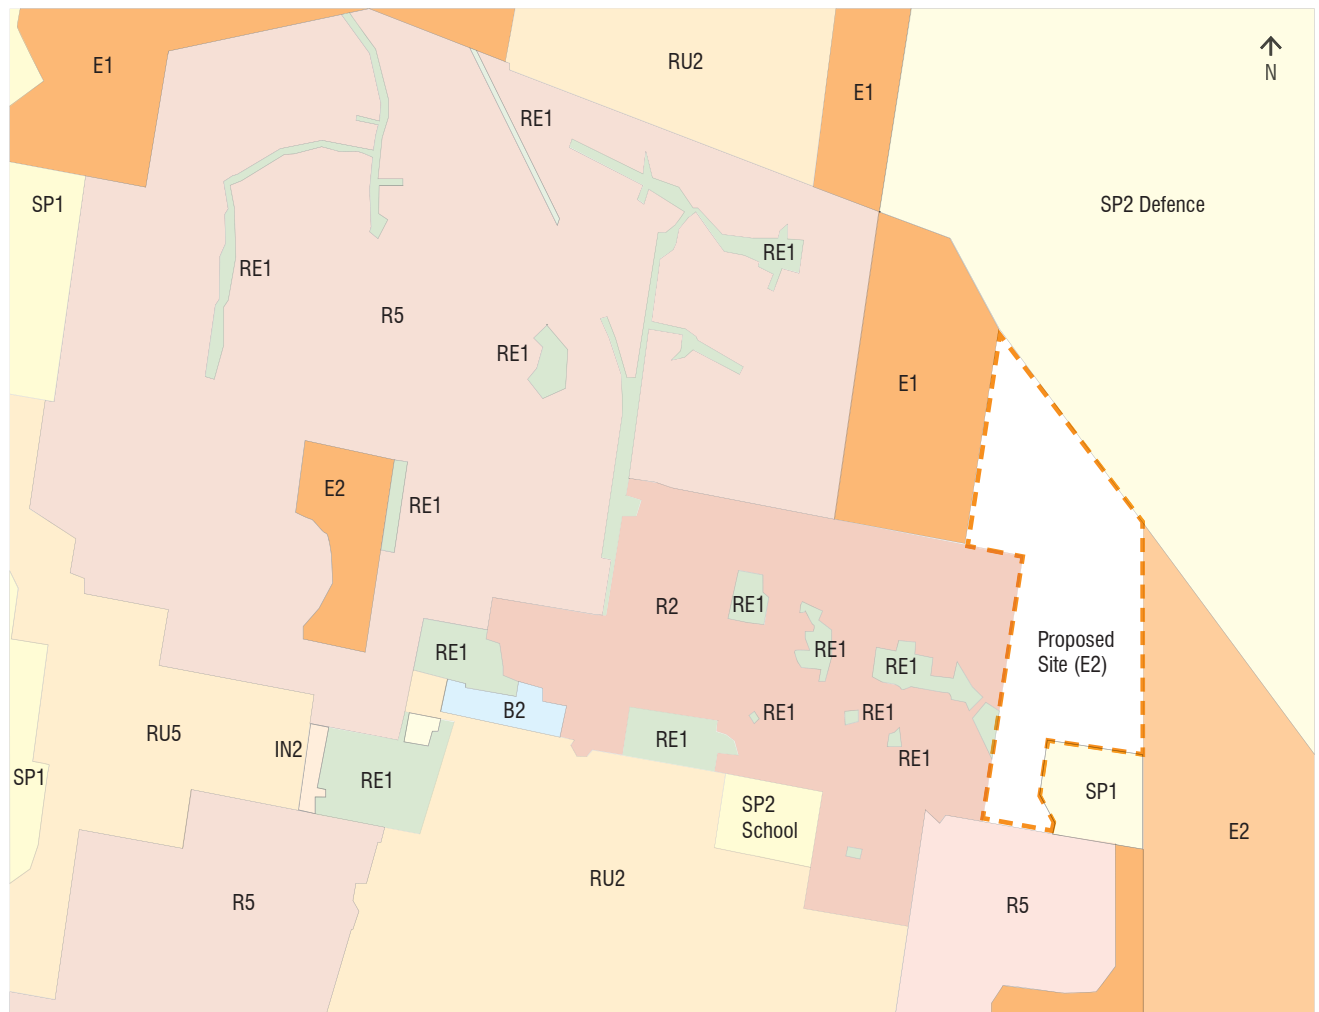 E1
RU2
E1
N
RE1
SP1
SP2 Defence
RE1
RE1
R5
RE1
E1
E2
RE1
R2
RE1
RE1
RE1
RE1
Proposed
Site (E2)
B2
RE1
RE1
RU5
IN2
RE1
RE1
SP1
RE1
SP1
SP2
School
E2
RU2
R5
R5